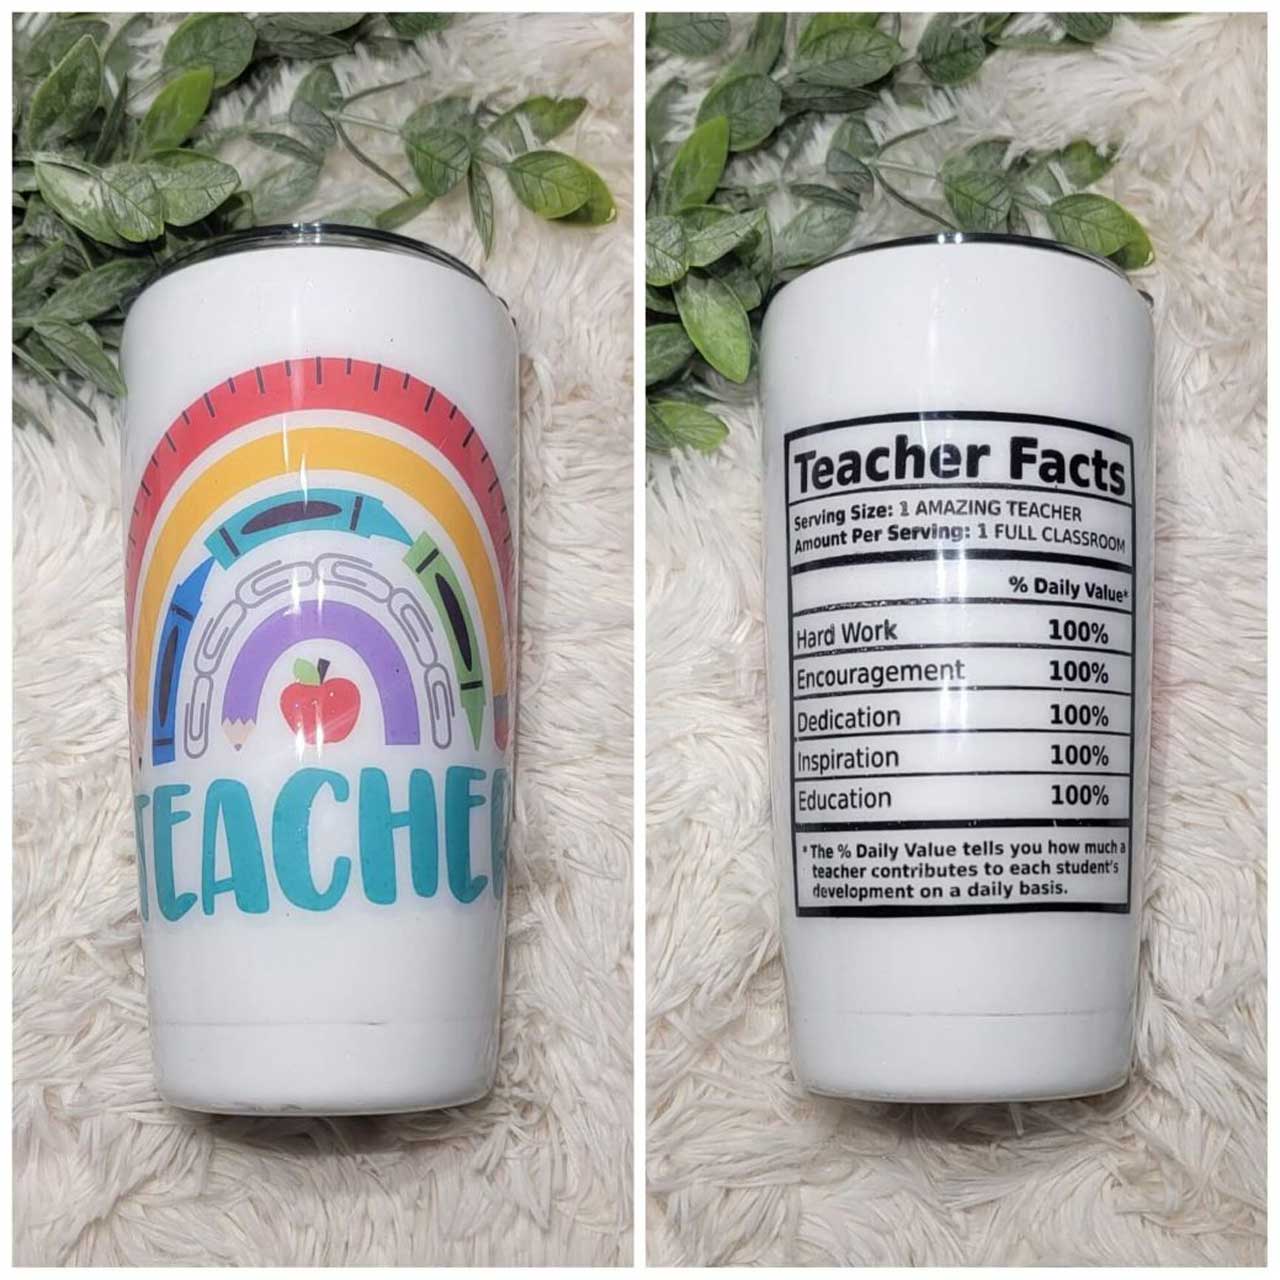 TEACHER
Teacher Facts
Serving Size: 1 AMAZING TEACHER
Amount Per Serving: 1 FULL CLASSROOM
% Daily Value*
Hard Work 100%
Encouragement 100%
Dedication 100%
Inspiration 100%
Education 100%
*The % Daily Value tells you how much a
teacher contributes to each student's
development on a daily basis.